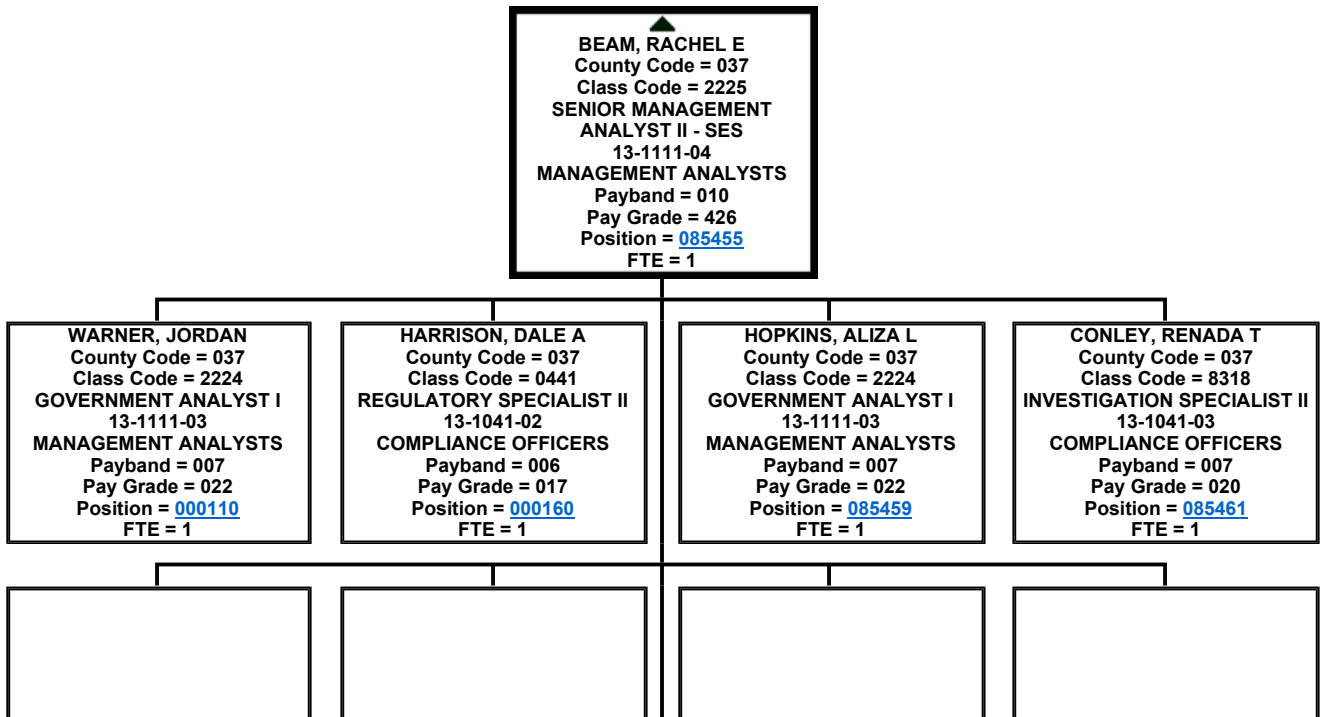 BEAM, RACHEL E
County Code = 037
Class Code = 2225
SENIOR MANAGEMENT
ANALYST II - SES
13-1111-04
MANAGEMENT ANALYSTS
Payband = 010
Pay Grade = 426
Position = 085455
FTE = 1
WARNER, JORDAN
County Code = 037
Class Code = 2224
GOVERNMENT ANALYST I
13-1111-03
MANAGEMENT ANALYSTS
Payband = 007
Pay Grade = 022
Position = 000110
FTE = 1
HARRISON, DALE A
County Code = 037
Class Code = 0441
REGULATORY SPECIALIST II
13-1041-02
COMPLIANCE OFFICERS
Payband = 006
Pay Grade = 017
Position = 000160
FTE = 1
HOPKINS, ALIZA L
County Code = 037
Class Code = 2224
GOVERNMENT ANALYST I
13-1111-03
MANAGEMENT ANALYSTS
Payband = 007
Pay Grade = 022
Position = 085459
FTE = 1
CONLEY, RENADA T
County Code = 037
Class Code = 8318
INVESTIGATION SPECIALIST II
13-1041-03
COMPLIANCE OFFICERS
Payband = 007
Pay Grade = 020
Position = 085461
FTE = 1